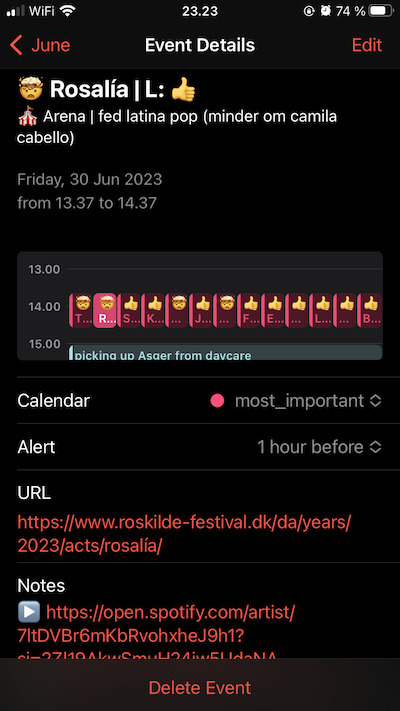 WiFi 23.23 74 %
June Event Details Edit
🤯 Rosalía | L: 👍
🎪 Arena | fed latina pop (minder om camila
cabello)
Friday, 30 Jun 2023
from 13.37 to 14.37
13.00
14.00 T… R… S… K… … J… … F… E… … L… … B…
15.00
picking up Asger from daycare
Calendar most_important
Alert 1 hour before
URL
https://www.roskilde-festival.dk/da/years/
2023/acts/rosalía/
Notes
▶️ https://open.spotify.com/artist/
7ltDVBr6mKbRvohxheJ9h1?
Delete Event